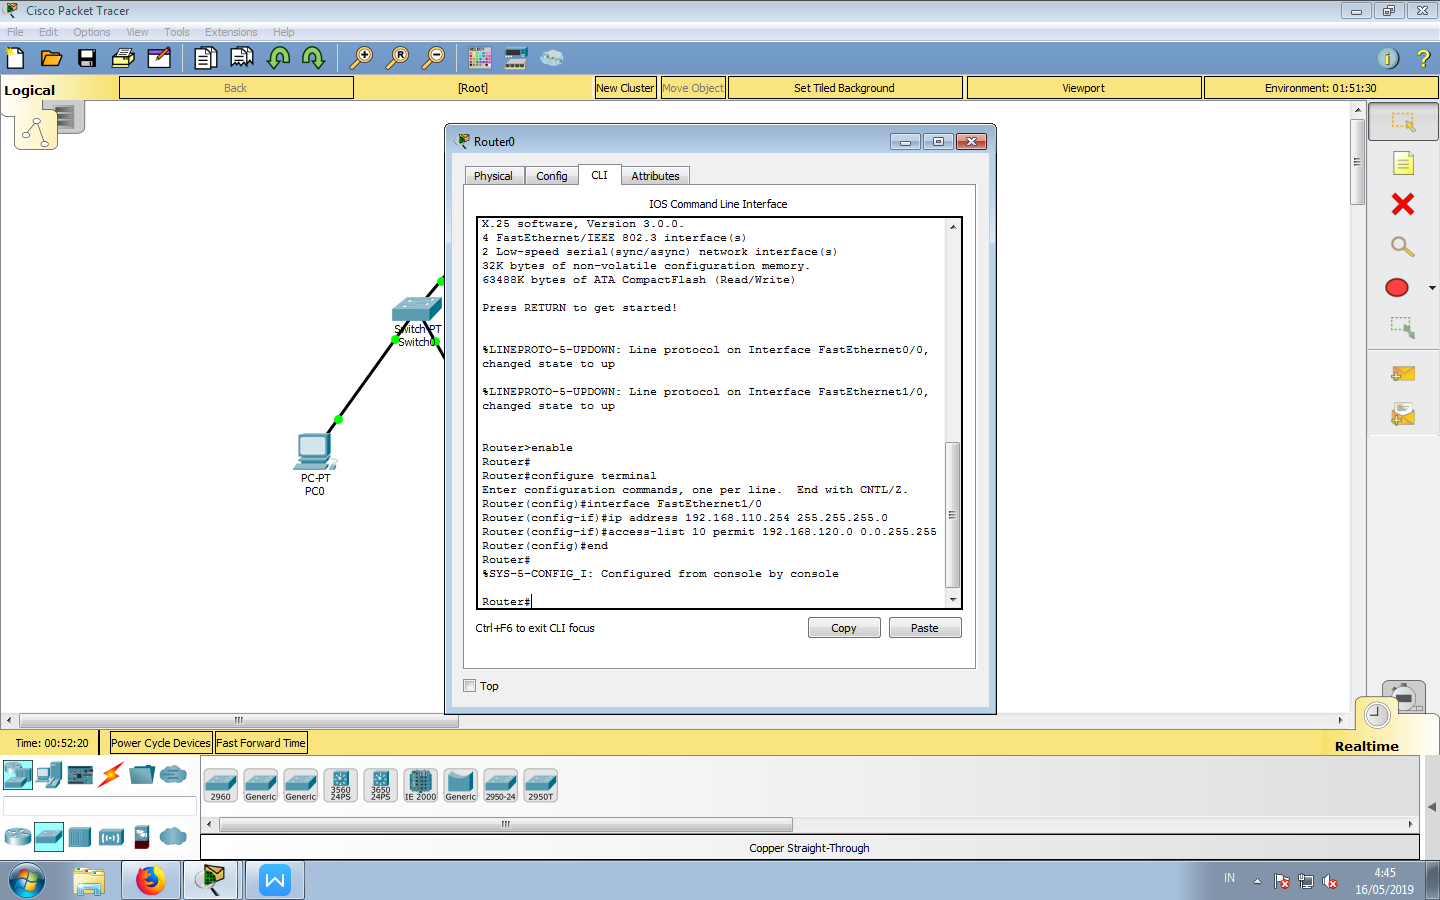 Cisco Packet Tracer
File Edit Options View Tools Extensions Help
Logical
Back
[Root]
New Cluster
Move Object
Set Tiled Background
Viewport
Environment: 01:51:30
Router0
Physical
Config
CLI
Attributes
IOS Command Line Interface
X.25 software, Version 3.0.0.
4 FastEthernet/IEEE 802.3 interface(s)
2 Low-speed serial(sync/async) network interface(s)
32K bytes of non-volatile configuration memory.
63488K bytes of ATA CompactFlash (Read/Write)
Press RETURN to get started!
%LINEPROTO-5-UPDOWN: Line protocol on Interface FastEthernet0/0,
changed state to up
%LINEPROTO-5-UPDOWN: Line protocol on Interface FastEthernet1/0,
changed state to up
Router>enable
Router#
Router#configure terminal
Enter configuration commands, one per line.  End with CNTL/Z.
Router(config)#interface FastEthernet1/0
Router(config-if)#ip address 192.168.110.254 255.255.255.0
Router(config-if)#access-list 10 permit 192.168.120.0 0.0.255.255
Router(config)#end
Router#
%SYS-5-CONFIG_I: Configured from console by console
Router#
Ctrl+F6 to exit CLI focus
Copy
Paste
Top
Switch-PT
Switch0
PC-PT
PC0
Time: 00:52:20
Power Cycle Devices
Fast Forward Time
Realtime
2960
Generic
Generic
3560
24PS
3650
24PS
IE 2000
Generic
2950-24
2950T
Copper Straight-Through
IN
4:45
16/05/2019